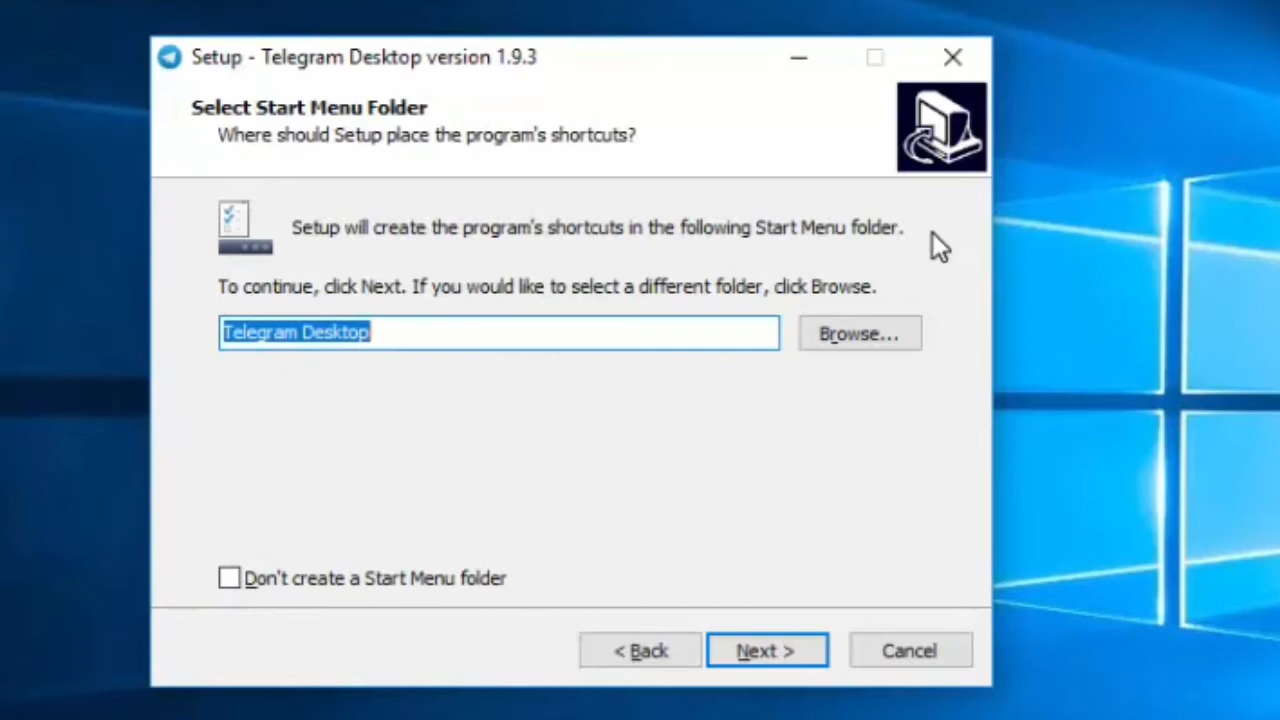 Setup - Telegram Desktop version 1.9.3
Select Start Menu Folder
Where should Setup place the program's shortcuts?
Setup will create the program's shortcuts in the following Start Menu folder.
To continue, click Next. If you would like to select a different folder, click Browse.
Telegram Desktop
Browse...
Don't create a Start Menu folder
< Back
Next >
Cancel